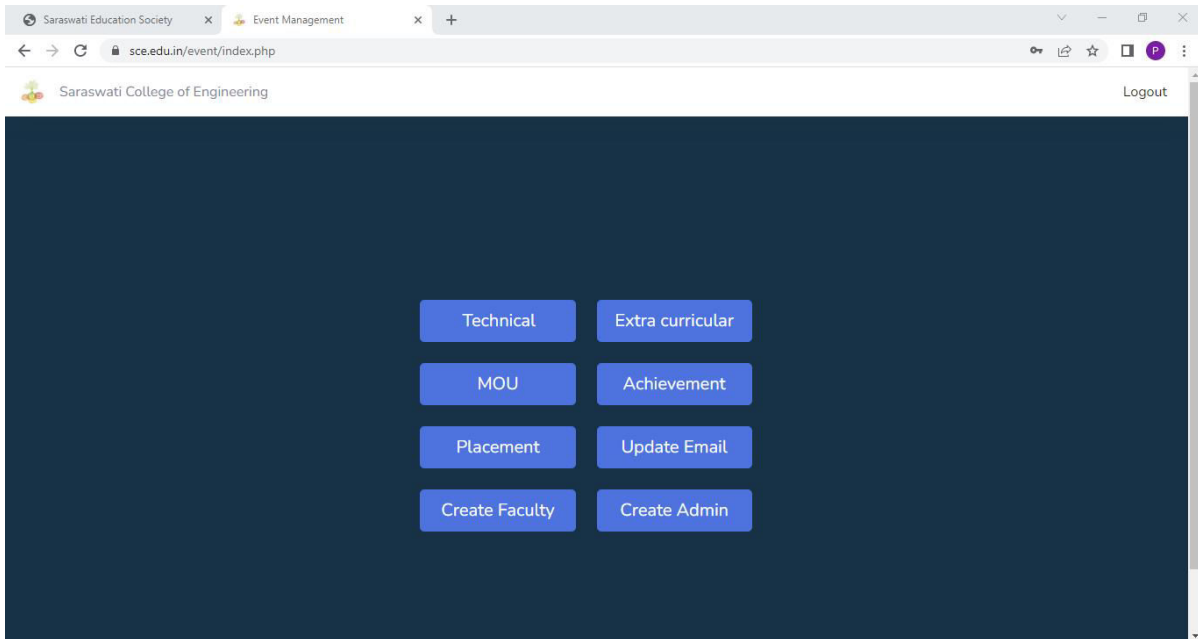 Saraswati Education Society Event Management
sce.edu.in/event/index.php P
Saraswati College of Engineering Logout
Technical Extra curricular
MOU Achievement
Placement Update Email
Create Faculty Create Admin